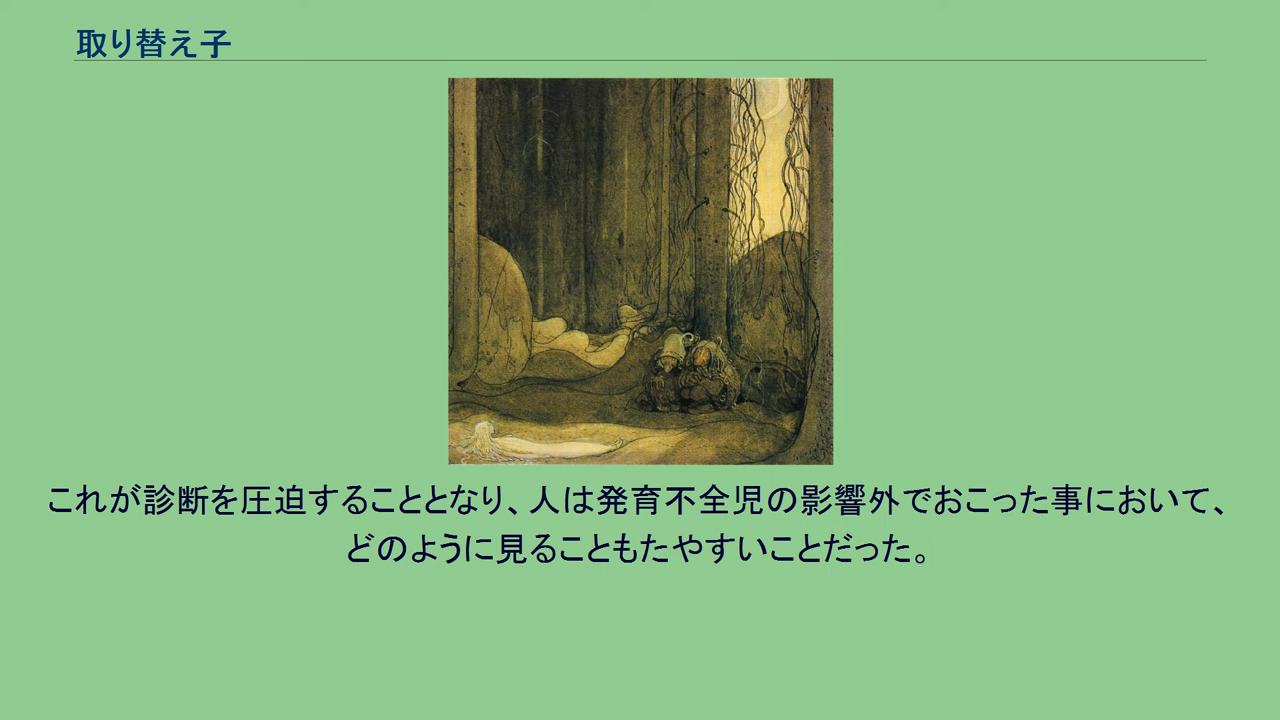 取り替え子
これが診断を圧迫することとなり、人は発育不全児の影響外でおこった事において、
どのように見ることもたやすいことだった。